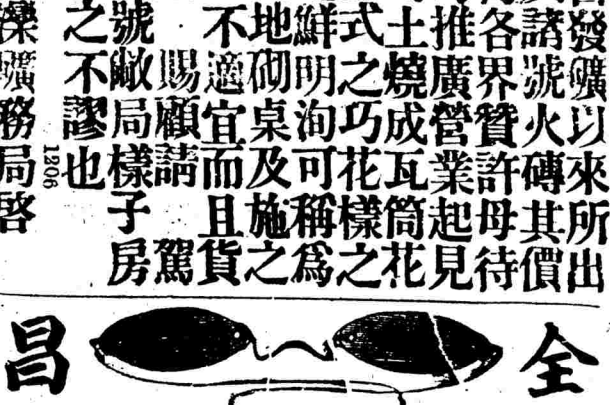 發礦以來所出
諸號火磚其價
各界贊許母待
推廣營業起見
土燒成瓦筒花
式之巧花樣之
鮮明洵可稱爲
地砌桌及施之
不適宜而且貨
賜顧請 駕
號敝局樣子房
之不謬也
1306
灤礦務局啓
全昌